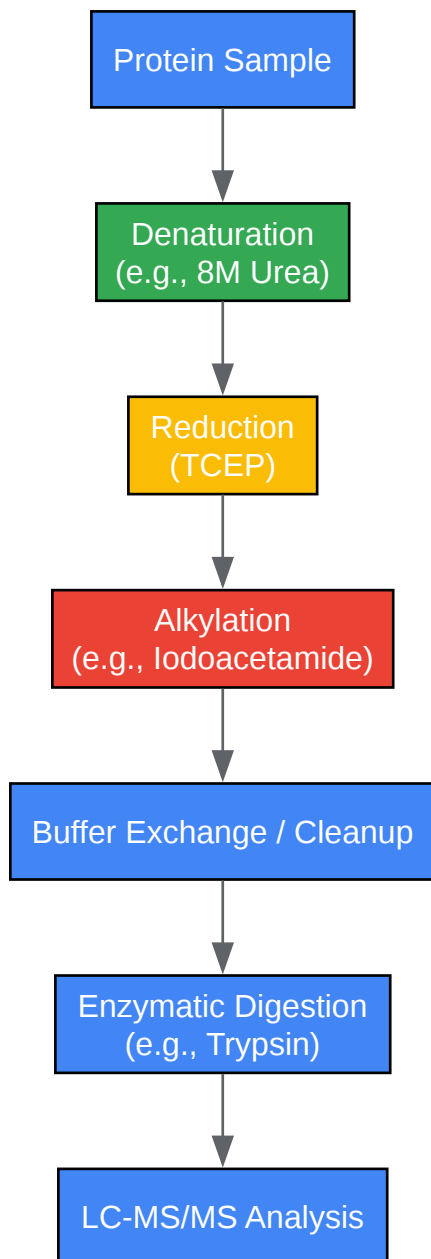 Protein Sample
Denaturation
(e.g., 8M Urea)
Reduction
(TCEP)
Alkylation
(e.g., Iodoacetamide)
Buffer Exchange / Cleanup
Enzymatic Digestion
(e.g., Trypsin)
LC-MS/MS Analysis